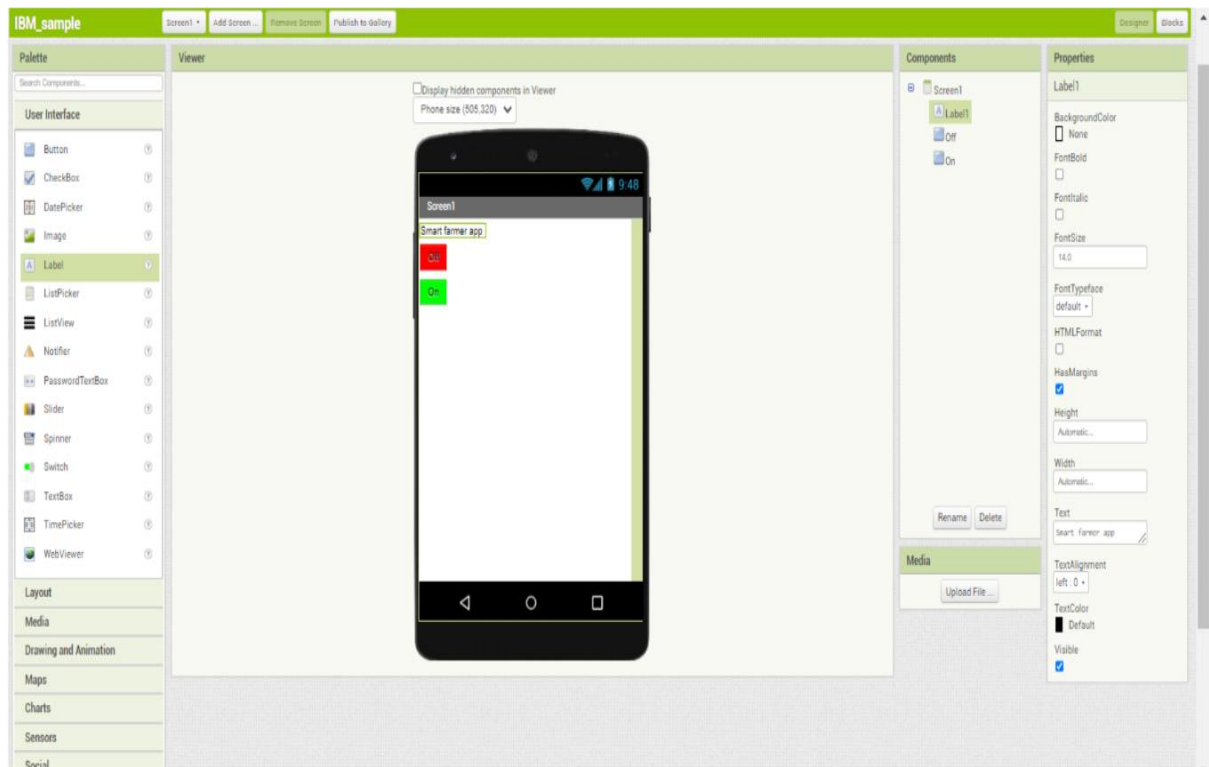 IBM_sample
Screen1
Add Screen ...
Remove Screen
Publish to Gallery
Designer
Blocks
Palette
Search Components...
User Interface
Button
CheckBox
DatePicker
Image
Label
ListPicker
ListView
Notifier
PasswordTextBox
Slider
Spinner
Switch
TextBox
TimePicker
WebViewer
Layout
Media
Drawing and Animation
Maps
Charts
Sensors
Social
Viewer
Display hidden components in Viewer
Phone size (505,320)
9:48
Screen1
Smart farmer app
Off
On
Components
Screen1
Label1
Off
On
Rename
Delete
Media
Upload File ...
Properties
Label1
BackgroundColor
None
FontBold
FontItalic
FontSize
14.0
FontTypeface
default
HTMLFormat
HasMargins
Height
Automatic...
Width
Automatic...
Text
Smart farmer app
TextAlignment
left : 0
TextColor
Default
Visible